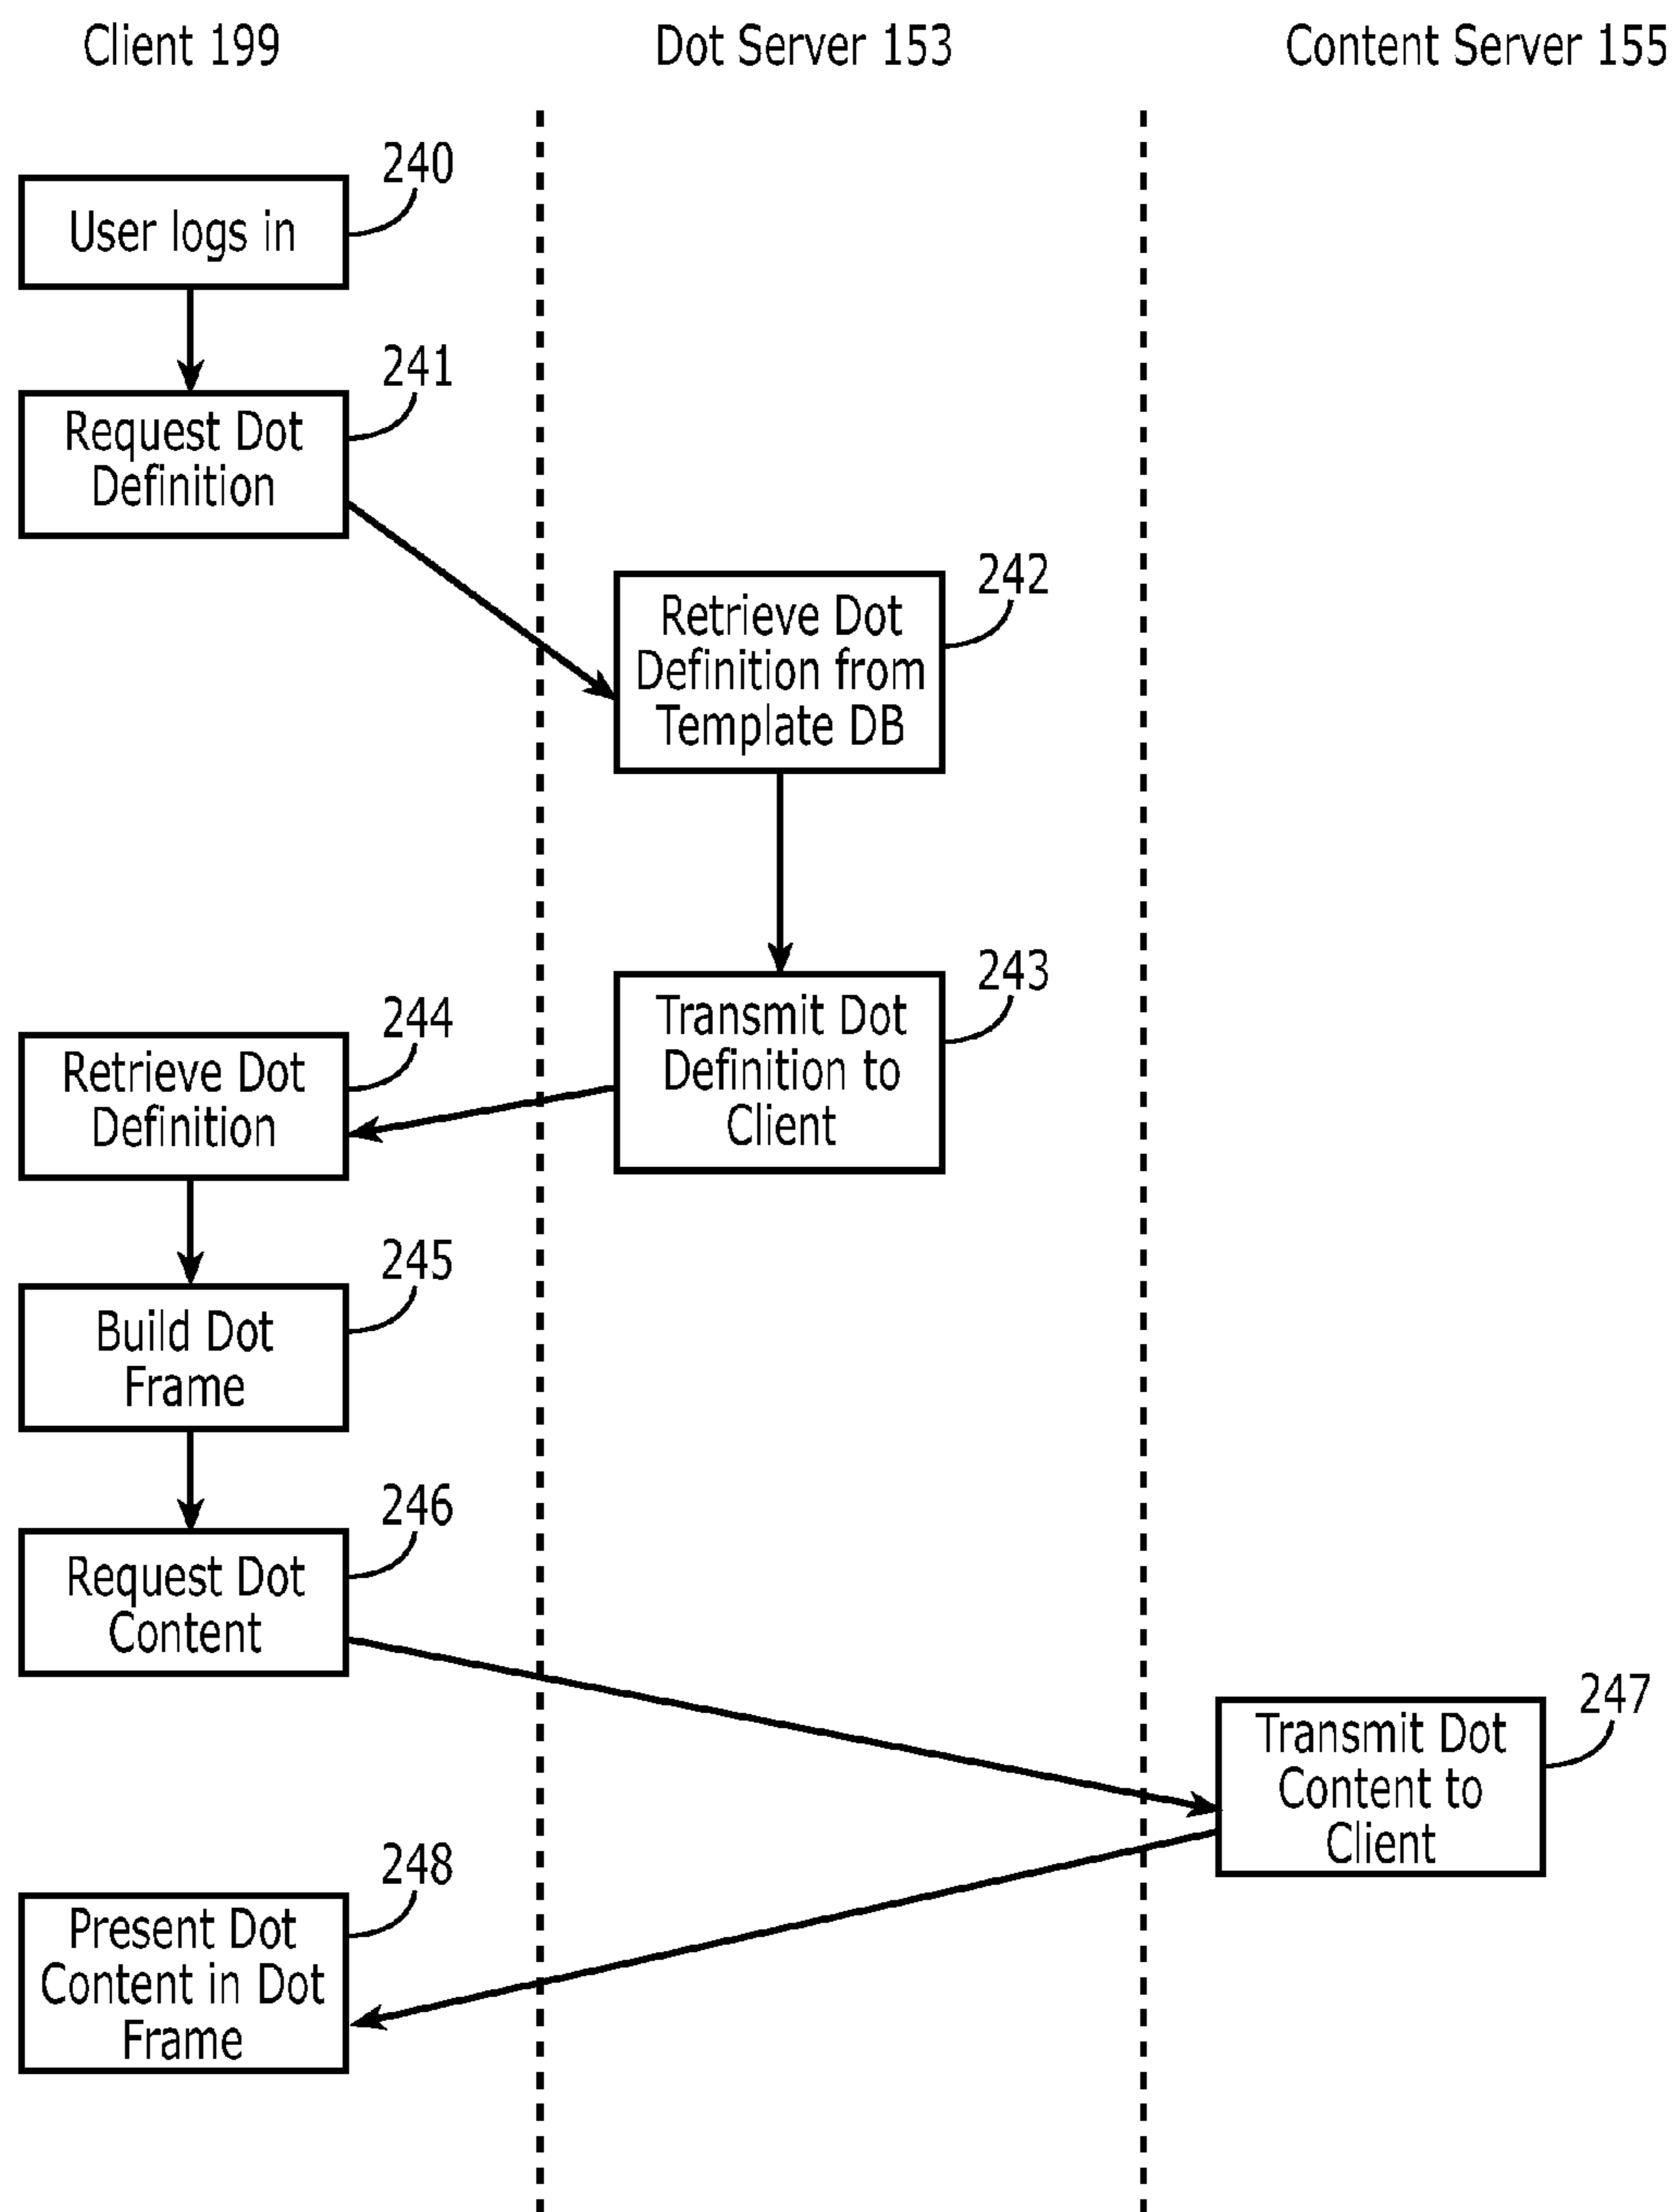 Client 199
Dot Server 153
Content Server 155
240
User logs in
241
Request Dot
Definition
242
Retrieve Dot
Definition from
Template DB
243
Transmit Dot
Definition to
Client
244
Retrieve Dot
Definition
245
Build Dot
Frame
246
Request Dot
Content
247
Transmit Dot
Content to
Client
248
Present Dot
Content in Dot
Frame